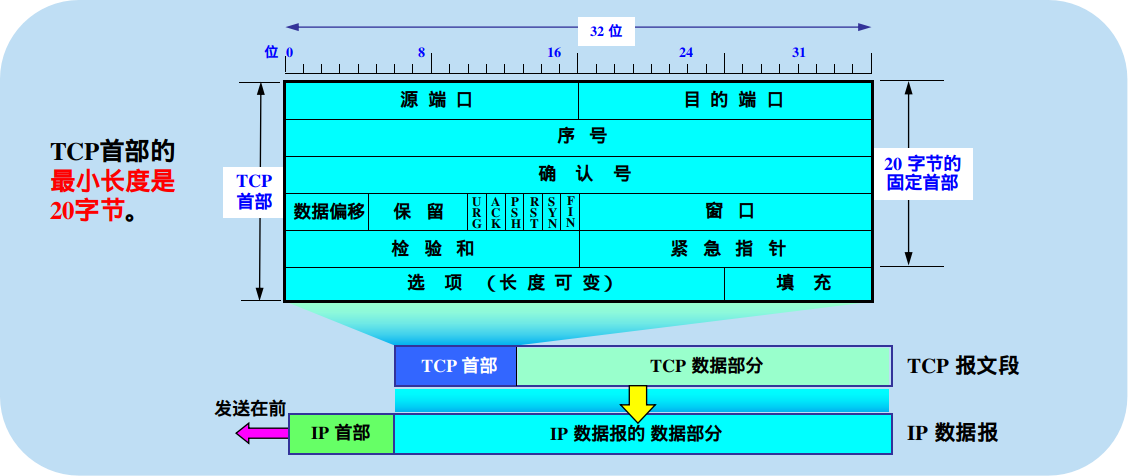 32 位
位 0 8 16 24 31
源 端 口 目 的 端 口
序 号
TCP首部的
最小长度是
20字节。
TCP
首部
确 认 号
20 字节的
固定首部
数据偏移 保 留 URG ACK PSH RST SYN FIN 窗 口
检 验 和 紧 急 指 针
选 项 （长 度 可 变） 填 充
TCP 首部 TCP 数据部分 TCP 报文段
发送在前
IP 首部 IP 数据报的 数据部分 IP 数据报